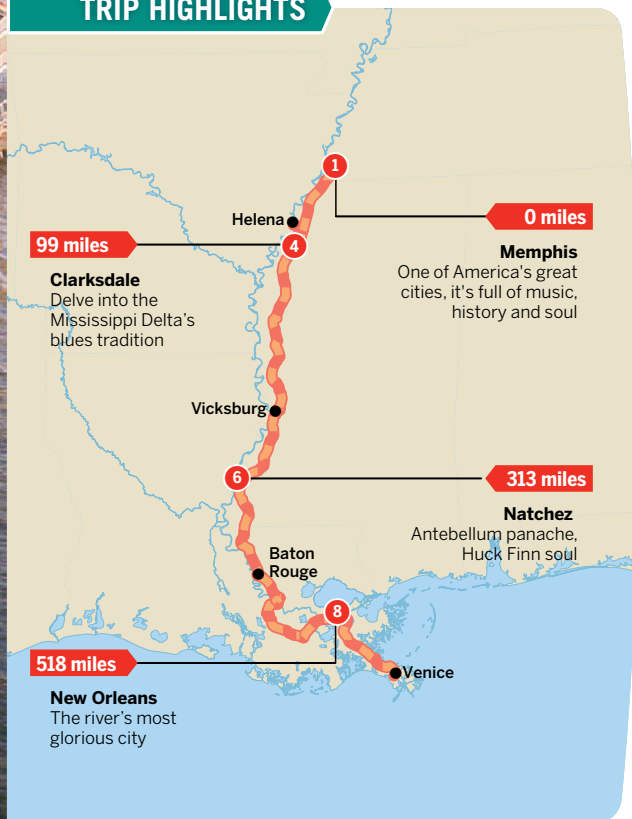 TRIP HIGHLIGHTS
1
Helena
0 miles
99 miles
4
Memphis
One of America's great
cities, it's full of music,
history and soul
Clarksdale
Delve into the
Mississippi Delta’s
blues tradition
Vicksburg
6
313 miles
Natchez
Antebellum panache,
Huck Finn soul
Baton
Rouge
8
518 miles
Venice
New Orleans
The river’s most
glorious city